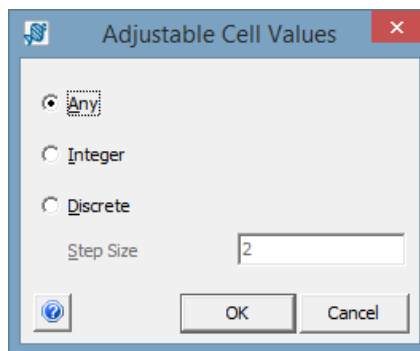 Adjustable Cell Values
Any
Integer
Discrete
Step Size 2
OK Cancel